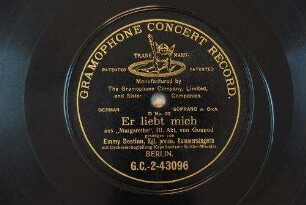 GRAMOPHONE CONCERT RECORD.
TRADE MARK.
PATENTED PATENTED
Manufactured by
The Gramophone Company, Limited,
and Sister Companies.
GERMAN SOPRANO w. Orch.
Er liebt mich
aus „Margarethe“, III. Akt, von Gounod
gesungen von
Emmy Destinn, Kgl. preuss. Kammersängerin
mit Orchesterbegleitung
BERLIN.
G.C.-2-43096